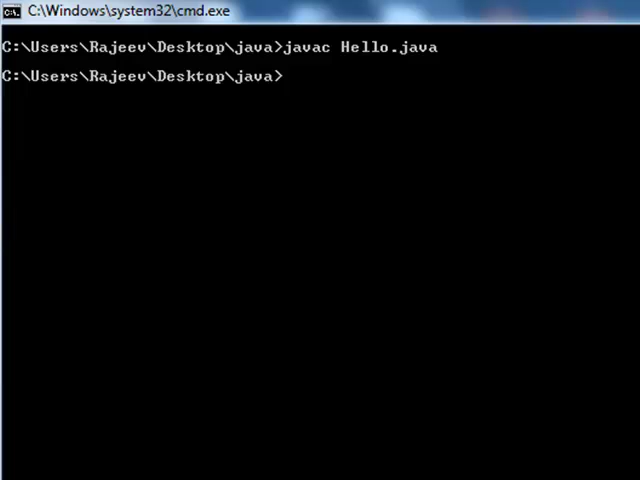 C:\Windows\system32\cmd.exe
C:\Users\Rajeev\Desktop\java>javac Hello.java
C:\Users\Rajeev\Desktop\java>